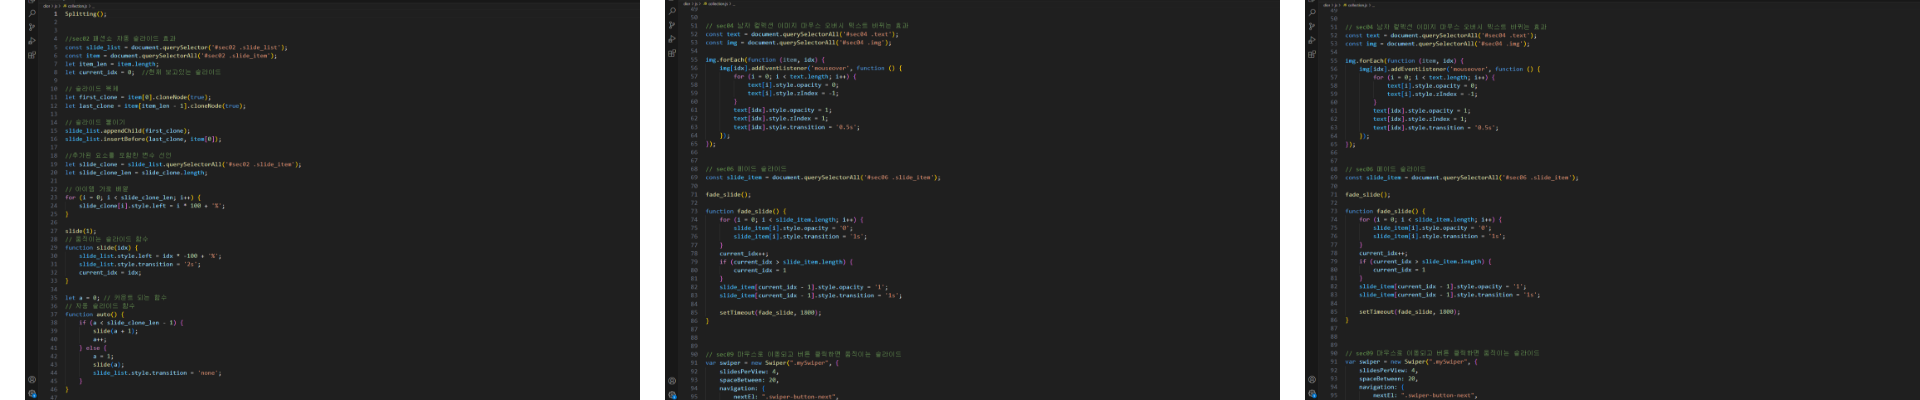 dev > js > collection.js > ...
1 Splitting();
2
3
4 //sec02 패션쇼 자동 슬라이드 효과
5 const slide_list = document.querySelector('#sec02 .slide_list');
6 const item = document.querySelectorAll('#sec02 .slide_item');
7 let item_len = item.length;
8 let current_idx = 0; //현재 보고있는 슬라이드
9
10 // 슬라이드 복제
11 let first_clone = item[0].cloneNode(true);
12 let last_clone = item[item_len - 1].cloneNode(true);
13
14 // 슬라이드 붙이기
15 slide_list.appendChild(first_clone);
16 slide_list.insertBefore(last_clone, item[0]);
17
18 //추가된 요소를 포함한 변수 선언
19 let slide_clone = slide_list.querySelectorAll('#sec02 .slide_item');
20 let slide_clone_len = slide_clone.length;
21
22 // 아이템 가로 배열
23 for (i = 0; i < slide_clone_len; i++) {
24 slide_clone[i].style.left = i * 100 + '%';
25 }
26
27 slide(1);
28 // 움직이는 슬라이드 함수
29 function slide(idx) {
30 slide_list.style.left = idx * -100 + '%';
31 slide_list.style.transition = '2s';
32 current_idx = idx;
33 }
34
35 let a = 0; // 카운트 되는 함수
36 // 자동 슬라이드 함수
37 function auto() {
38 if (a < slide_clone_len - 1) {
39 slide(a + 1);
40 a++;
41 } else {
42 a = 1;
43 slide(a);
44 slide_list.style.transition = 'none';
45 }
46 }
47
dev > js > collection.js > ...
49
50
51 // sec04 남자 컬렉션 이미지 마우스 오버시 텍스트 바뀌는 효과
52 const text = document.querySelectorAll('#sec04 .text');
53 const img = document.querySelectorAll('#sec04 .img');
54
55 img.forEach(function (item, idx) {
56 img[idx].addEventListener('mouseover', function () {
57 for (i = 0; i < text.length; i++) {
58 text[i].style.opacity = 0;
59 text[i].style.zIndex = -1;
60 }
61 text[idx].style.opacity = 1;
62 text[idx].style.zIndex = 1;
63 text[idx].style.transition = '0.5s';
64 });
65 });
66
67
68 // sec06 페이드 슬라이드
69 const slide_item = document.querySelectorAll('#sec06 .slide_item');
70
71 fade_slide();
72
73 function fade_slide() {
74 for (i = 0; i < slide_item.length; i++) {
75 slide_item[i].style.opacity = '0';
76 slide_item[i].style.transition = '1s';
77 }
78 current_idx++;
79 if (current_idx > slide_item.length) {
80 current_idx = 1
81 }
82 slide_item[current_idx - 1].style.opacity = '1';
83 slide_item[current_idx - 1].style.transition = '1s';
84
85 setTimeout(fade_slide, 1800);
86 }
87
88
89
90 // sec09 마우스로 이동되고 버튼 클릭하면 움직이는 슬라이드
91 var swiper = new Swiper(".mySwiper", {
92 slidesPerView: 4,
93 spaceBetween: 20,
94 navigation: {
95 nextEl: ".swiper-button-next",
dev > js > collection.js > ...
49
50
51 // sec04 남자 컬렉션 이미지 마우스 오버시 텍스트 바뀌는 효과
52 const text = document.querySelectorAll('#sec04 .text');
53 const img = document.querySelectorAll('#sec04 .img');
54
55 img.forEach(function (item, idx) {
56 img[idx].addEventListener('mouseover', function () {
57 for (i = 0; i < text.length; i++) {
58 text[i].style.opacity = 0;
59 text[i].style.zIndex = -1;
60 }
61 text[idx].style.opacity = 1;
62 text[idx].style.zIndex = 1;
63 text[idx].style.transition = '0.5s';
64 });
65 });
66
67
68 // sec06 페이드 슬라이드
69 const slide_item = document.querySelectorAll('#sec06 .slide_item');
70
71 fade_slide();
72
73 function fade_slide() {
74 for (i = 0; i < slide_item.length; i++) {
75 slide_item[i].style.opacity = '0';
76 slide_item[i].style.transition = '1s';
77 }
78 current_idx++;
79 if (current_idx > slide_item.length) {
80 current_idx = 1
81 }
82 slide_item[current_idx - 1].style.opacity = '1';
83 slide_item[current_idx - 1].style.transition = '1s';
84
85 setTimeout(fade_slide, 1800);
86 }
87
88
89
90 // sec09 마우스로 이동되고 버튼 클릭하면 움직이는 슬라이드
91 var swiper = new Swiper(".mySwiper", {
92 slidesPerView: 4,
93 spaceBetween: 20,
94 navigation: {
95 nextEl: ".swiper-button-next",